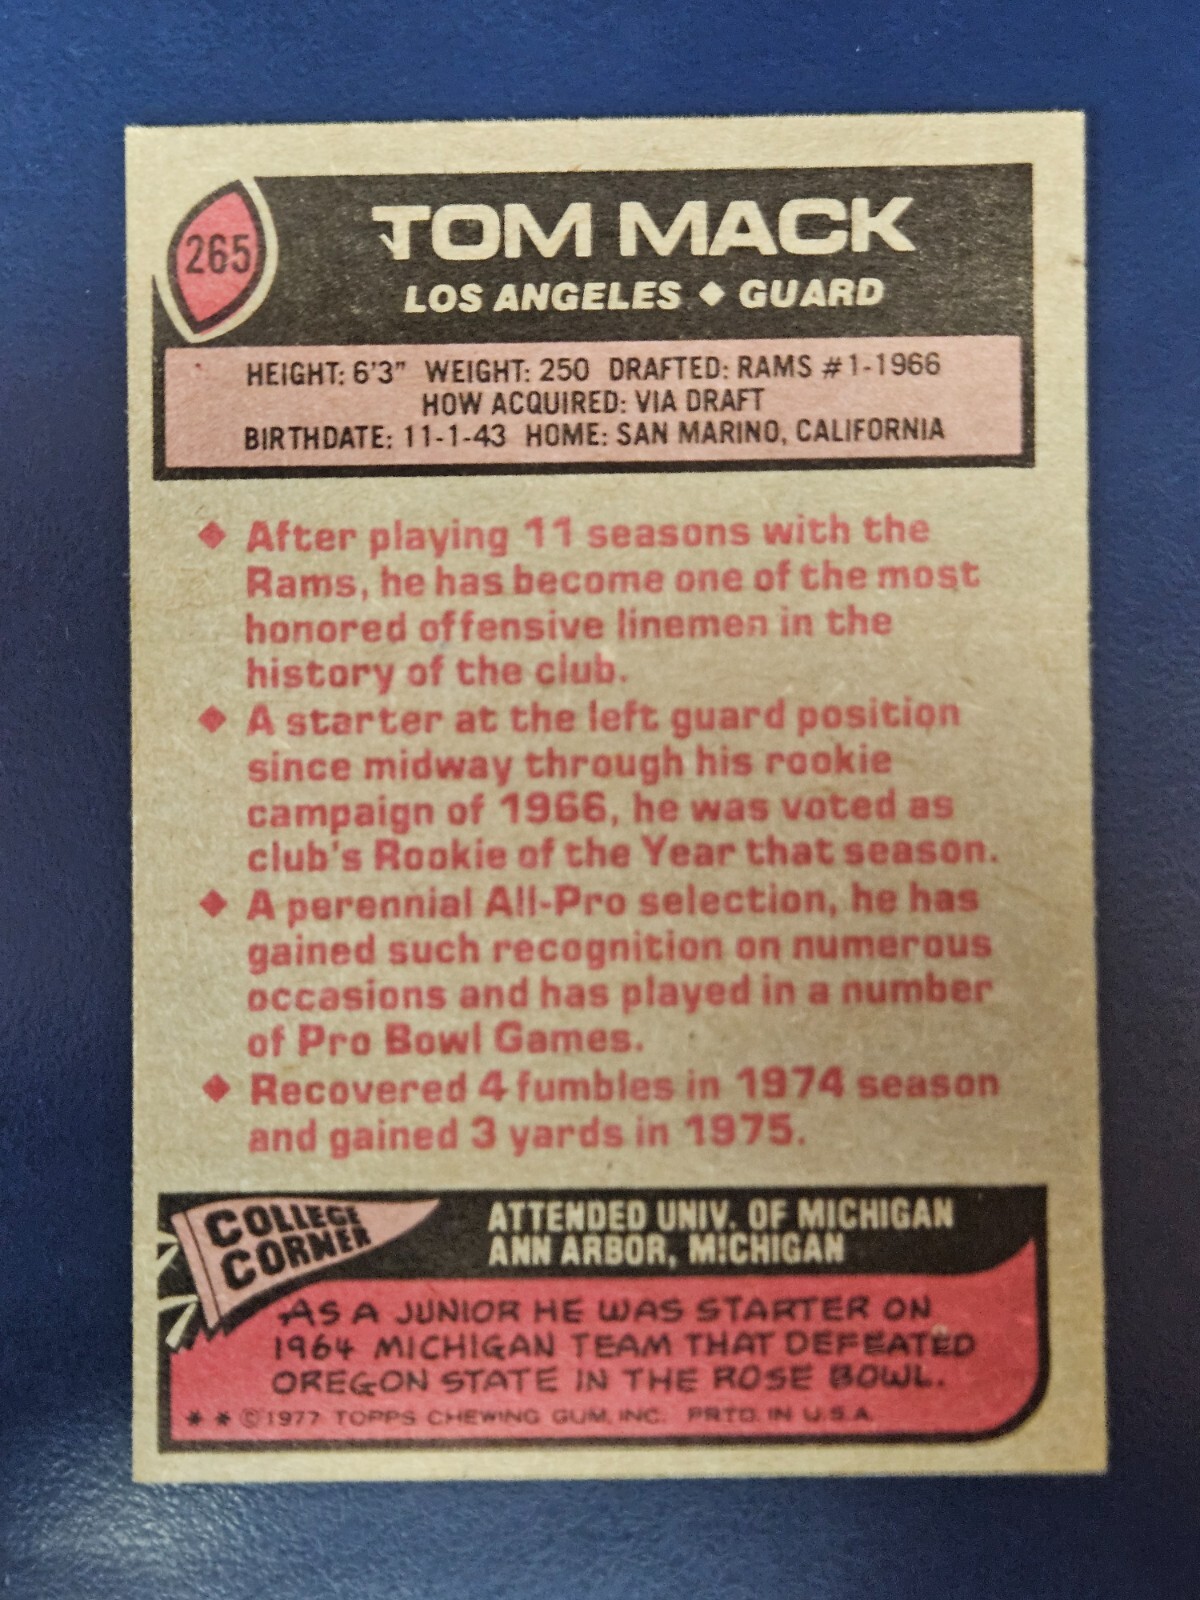 265
TOM MACK
LOS ANGELES ◆ GUARD
HEIGHT: 6'3" WEIGHT: 250 DRAFTED: RAMS #1-1966
HOW ACQUIRED: VIA DRAFT
BIRTHDATE: 11-1-43 HOME: SAN MARINO, CALIFORNIA
◆ After playing 11 seasons with the
Rams, he has become one of the most
honored offensive linemen in the
history of the club.
◆ A starter at the left guard position
since midway through his rookie
campaign of 1966, he was voted as
club's Rookie of the Year that season.
◆ A perennial All-Pro selection, he has
gained such recognition on numerous
occasions and has played in a number
of Pro Bowl Games.
◆ Recovered 4 fumbles in 1974 season
and gained 3 yards in 1975.
COLLEGE
CORNER
ATTENDED UNIV. OF MICHIGAN
ANN ARBOR, MICHIGAN
AS A JUNIOR HE WAS STARTER ON
1964 MICHIGAN TEAM THAT DEFEATED
OREGON STATE IN THE ROSE BOWL.
* * ©1977 TOPPS CHEWING GUM, INC. PRTD. IN U.S.A.